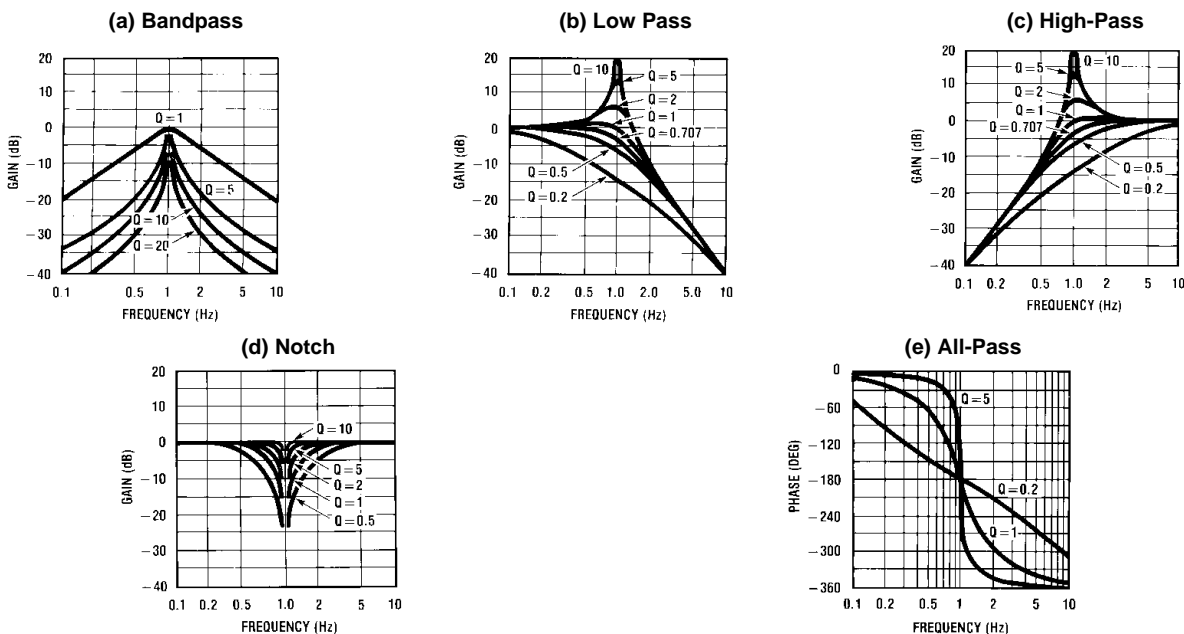 (a) Bandpass
20
10
0
−10
−20
−30
−40
GAIN (dB)
Q = 1
Q = 5
Q = 10
Q = 20
0.1 0.5 1 2 5 10
FREQUENCY (Hz)
(b) Low Pass
20
10
0
−10
−20
−30
−40
GAIN (dB)
Q = 10
Q = 5
Q = 2
Q = 1
Q = 0.707
Q = 0.5
Q = 0.2
0.1 0.5 1.0 2.0 5.0 10
FREQUENCY (Hz)
(c) High-Pass
20
10
0
−10
−20
−30
−40
GAIN (dB)
Q = 10
Q = 5
Q = 2
Q = 1
Q = 0.707
Q = 0.5
Q = 0.2
0.1 0.2 0.5 1.0 2 5 10
FREQUENCY (Hz)
(d) Notch
20
10
0
−10
−20
−30
−40
GAIN (dB)
Q = 10
Q = 5
Q = 2
Q = 1
Q = 0.5
0.1 0.2 0.5 1.0 2 5 10
FREQUENCY (Hz)
(e) All-Pass
0
−60
−120
−180
−240
−300
−360
PHASE (DEG)
Q = 5
Q = 0.2
Q = 1
0.1 0.2 0.5 1 2 5 10
FREQUENCY (Hz)